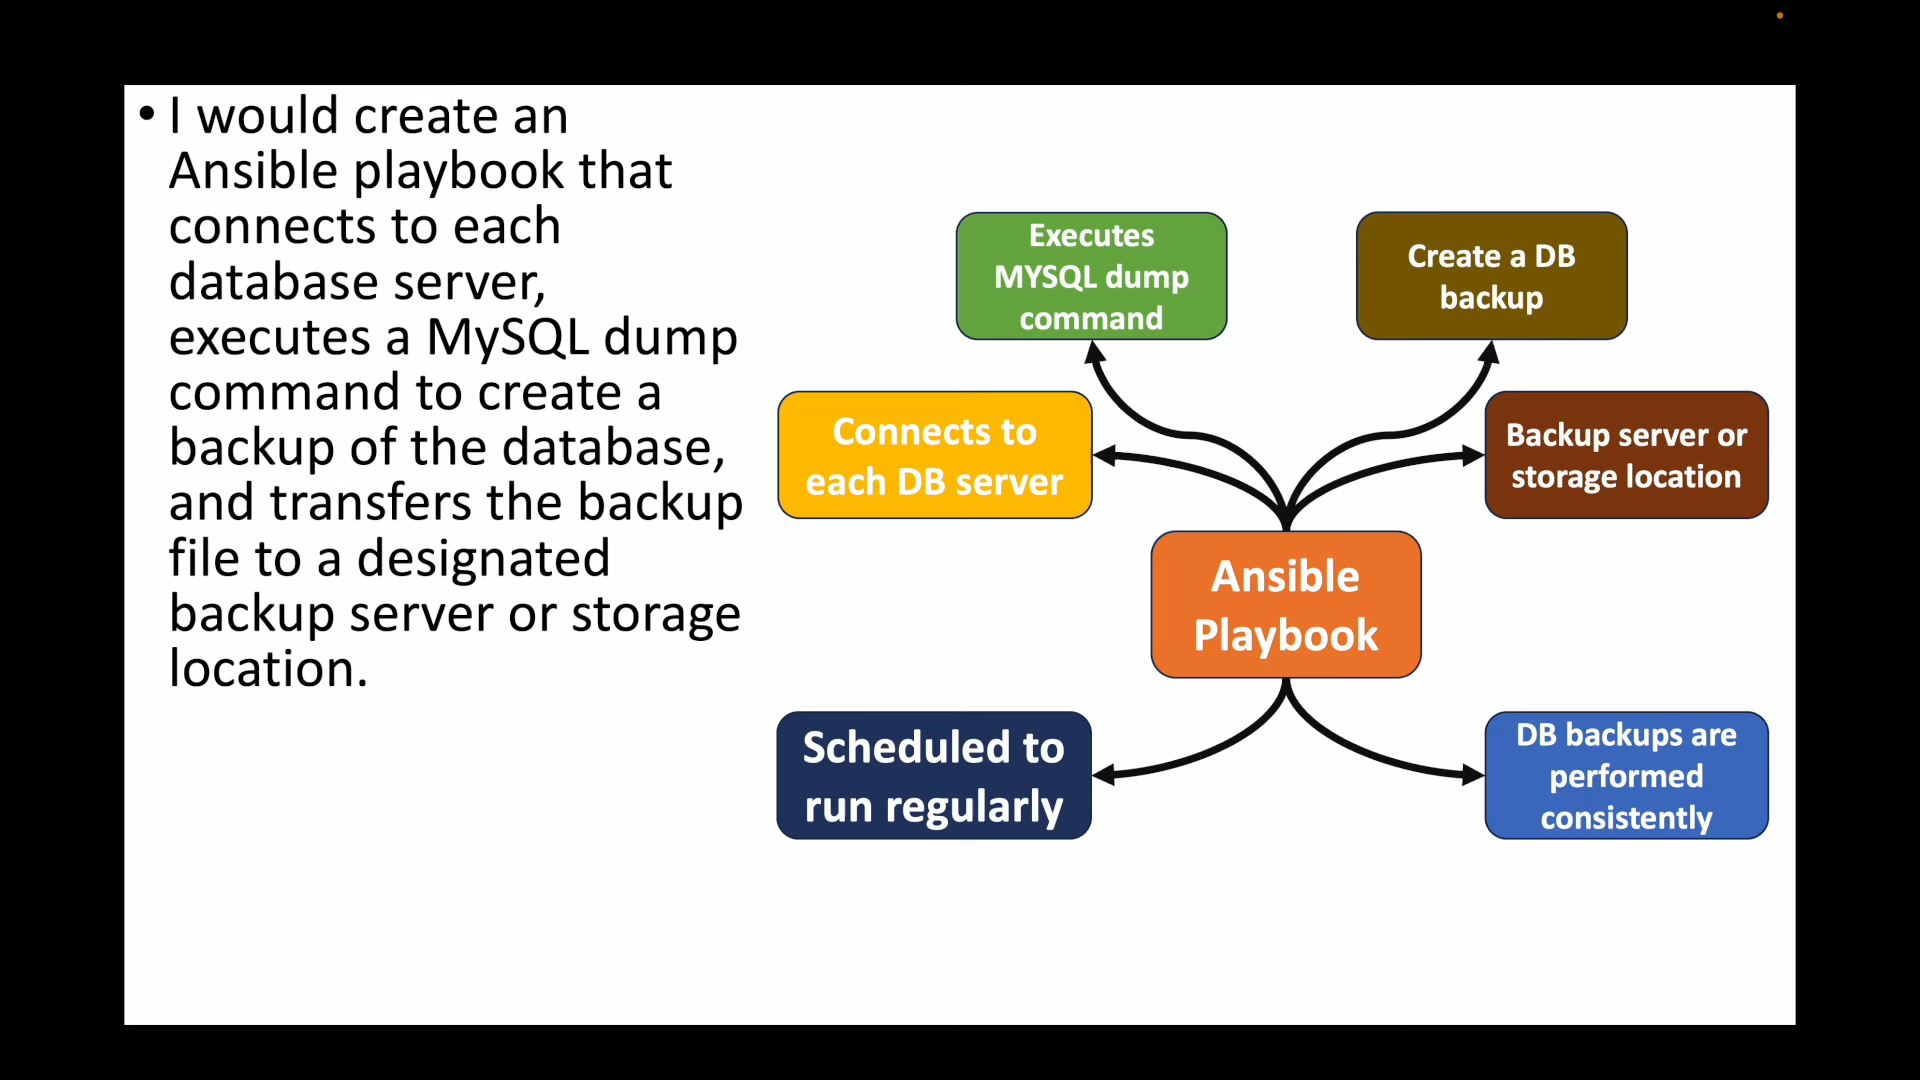 • I would create an
Ansible playbook that
connects to each
database server,
executes a MySQL dump
command to create a
backup of the database,
and transfers the backup
file to a designated
backup server or storage
location.
Executes
MYSQL dump
command
Create a DB
backup
Connects to
each DB server
Backup server or
storage location
Ansible
Playbook
Scheduled to
run regularly
DB backups are
performed
consistently